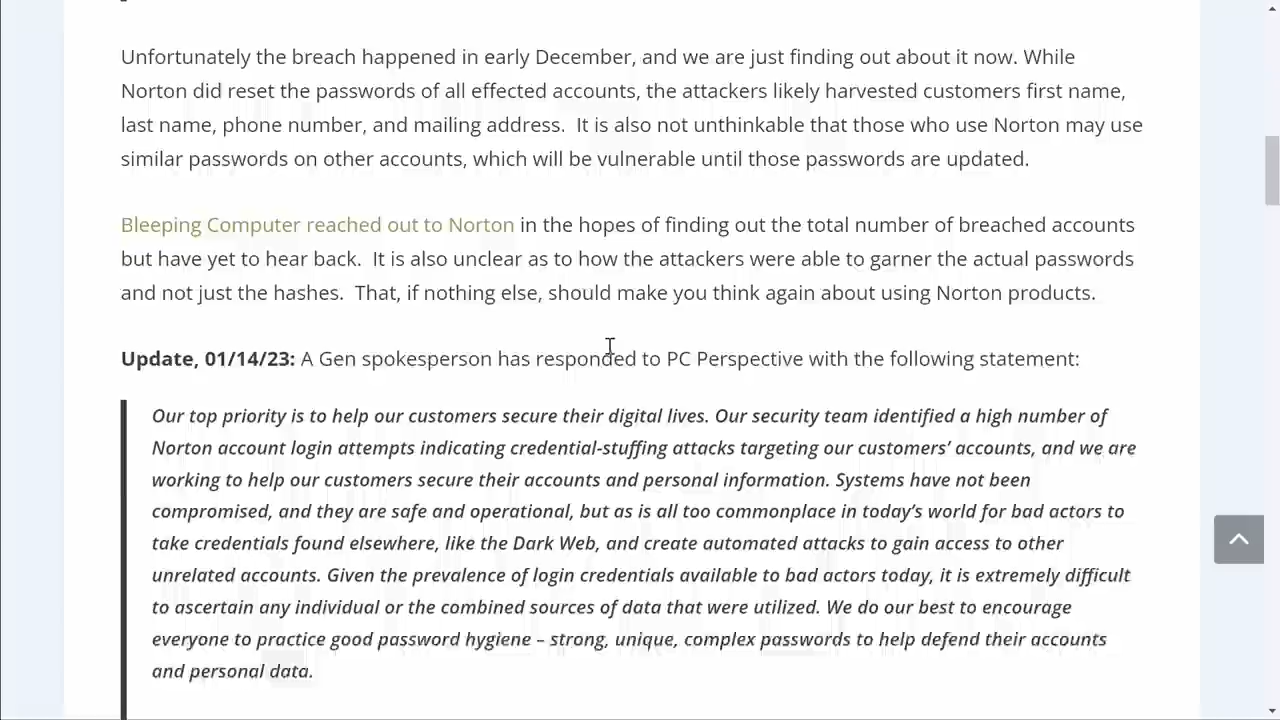 Unfortunately the breach happened in early December, and we are just finding out about it now. While
Norton did reset the passwords of all effected accounts, the attackers likely harvested customers first name,
last name, phone number, and mailing address.  It is also not unthinkable that those who use Norton may use
similar passwords on other accounts, which will be vulnerable until those passwords are updated.
Bleeping Computer reached out to Norton in the hopes of finding out the total number of breached accounts
but have yet to hear back.  It is also unclear as to how the attackers were able to garner the actual passwords
and not just the hashes.  That, if nothing else, should make you think again about using Norton products.
Update, 01/14/23: A Gen spokesperson has responded to PC Perspective with the following statement:
Our top priority is to help our customers secure their digital lives. Our security team identified a high number of
Norton account login attempts indicating credential-stuffing attacks targeting our customers’ accounts, and we are
working to help our customers secure their accounts and personal information. Systems have not been
compromised, and they are safe and operational, but as is all too commonplace in today’s world for bad actors to
take credentials found elsewhere, like the Dark Web, and create automated attacks to gain access to other
unrelated accounts. Given the prevalence of login credentials available to bad actors today, it is extremely difficult
to ascertain any individual or the combined sources of data that were utilized. We do our best to encourage
everyone to practice good password hygiene – strong, unique, complex passwords to help defend their accounts
and personal data.